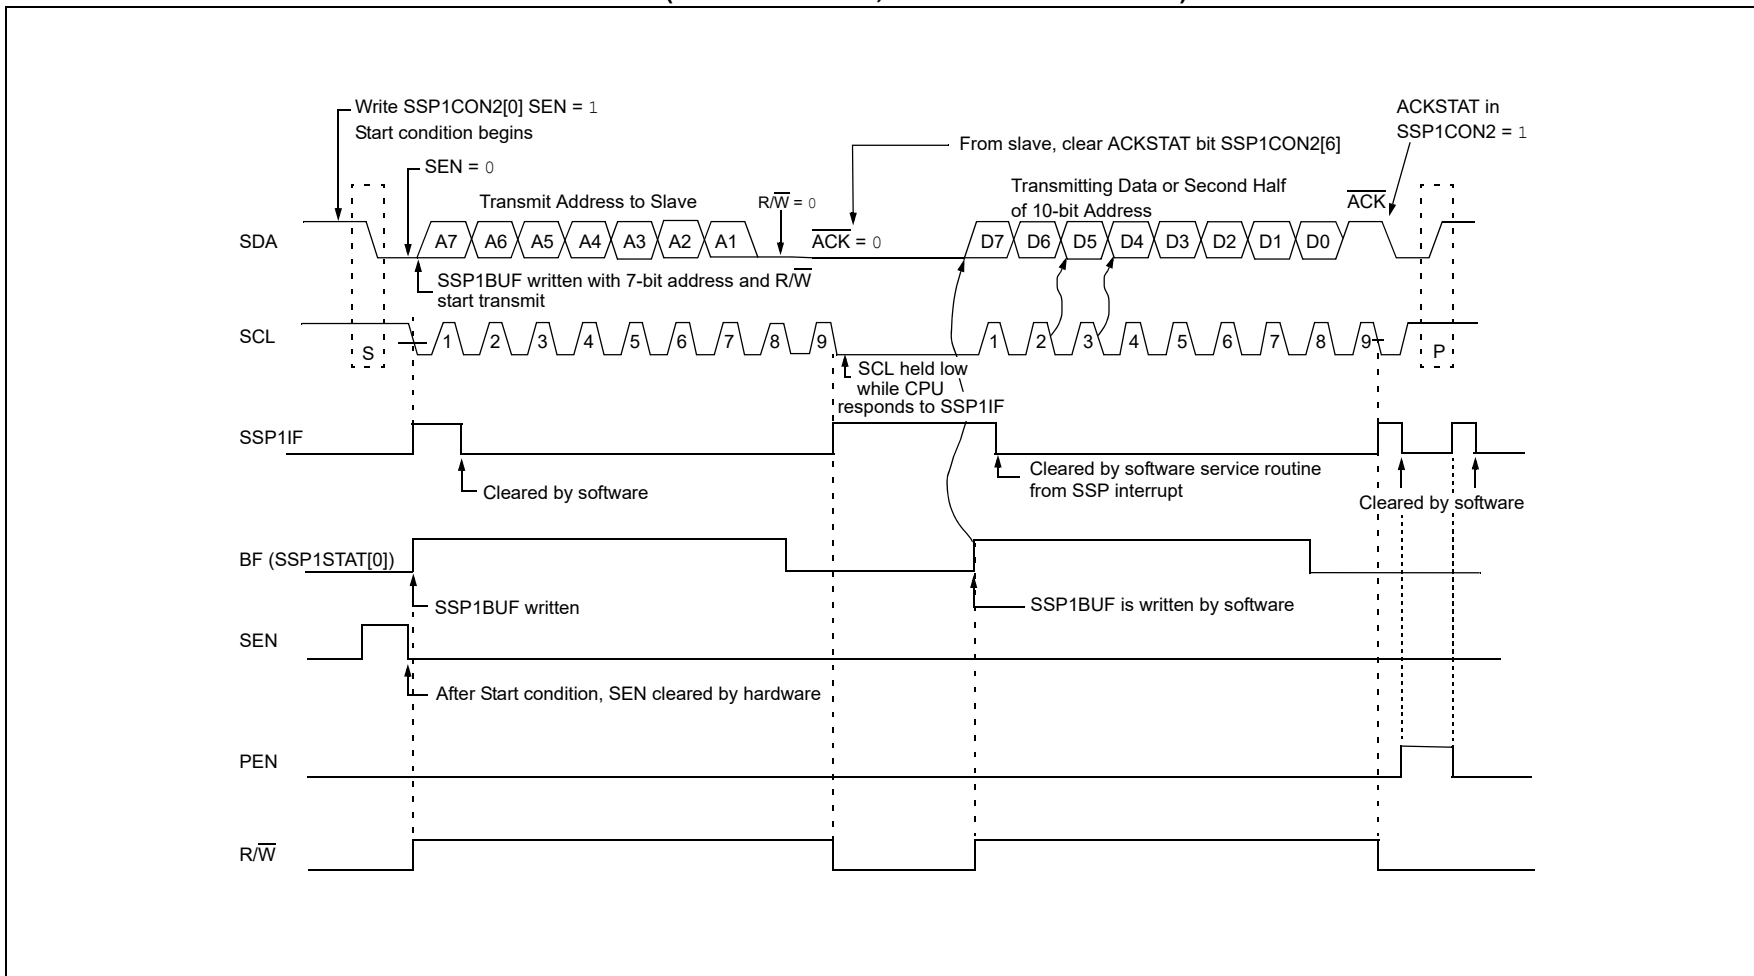 Write SSP1CON2[0] SEN = 1
Start condition begins
SEN = 0
ACKSTAT in
SSP1CON2 = 1
From slave, clear ACKSTAT bit SSP1CON2[6]
Transmit Address to Slave
R/W = 0
Transmitting Data or Second Half
of 10-bit Address
ACK
SDA
A7 A6 A5 A4 A3 A2 A1
ACK = 0
D7 D6 D5 D4 D3 D2 D1 D0
SSP1BUF written with 7-bit address and R/W
start transmit
SCL
S
1 2 3 4 5 6 7 8 9
1 2 3 4 5 6 7 8 9
P
SCL held low
while CPU
responds to SSP1IF
SSP1IF
Cleared by software
Cleared by software service routine
from SSP interrupt
Cleared by software
BF (SSP1STAT[0])
SSP1BUF written
SSP1BUF is written by software
SEN
After Start condition, SEN cleared by hardware
PEN
R/W